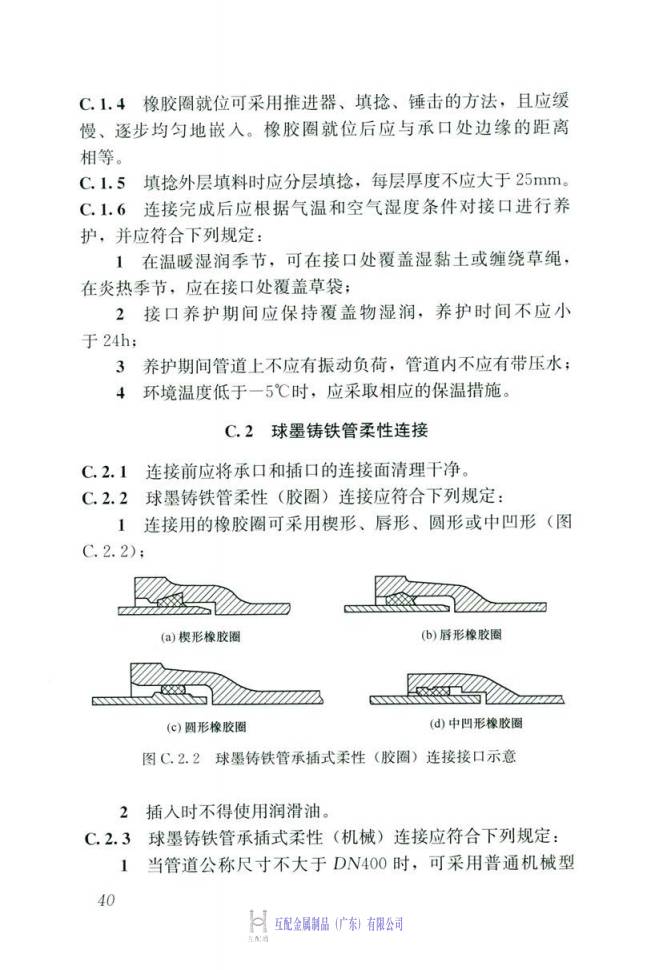 C.1.4 橡胶圈就位可采用推进器、填捻、锤击的方法，且应缓
慢、逐步均匀地嵌入。橡胶圈就位后应与承口处边缘的距离
相等。
C.1.5 填捻外层填料时应分层填捻，每层厚度不应大于 25mm。
C.1.6 连接完成后应根据气温和空气湿度条件对接口进行养
护，并应符合下列规定：
1 在温暖湿润季节，可在接口处覆盖湿黏土或缠绕草绳，
在炎热季节，应在接口处覆盖草袋；
2 接口养护期间应保持覆盖物湿润，养护时间不应小
于 24h；
3 养护期间管道上不应有振动负荷，管道内不应有带压水；
4 环境温度低于－5℃时，应采取相应的保温措施。
C.2 球墨铸铁管柔性连接
C.2.1 连接前应将承口和插口的连接面清理干净。
C.2.2 球墨铸铁管柔性（胶圈）连接应符合下列规定：
1 连接用的橡胶圈可采用楔形、唇形、圆形或中凹形（图
C.2.2）；
(a) 楔形橡胶圈
(b) 唇形橡胶圈
(c) 圆形橡胶圈
(d) 中凹形橡胶圈
图 C.2.2 球墨铸铁管承插式柔性（胶圈）连接接口示意
2 插入时不得使用润滑油。
C.2.3 球墨铸铁管承插式柔性（机械）连接应符合下列规定：
1 当管道公称尺寸不大于 DN400 时，可采用普通机械型
40
互配金属制品（广东）有限公司